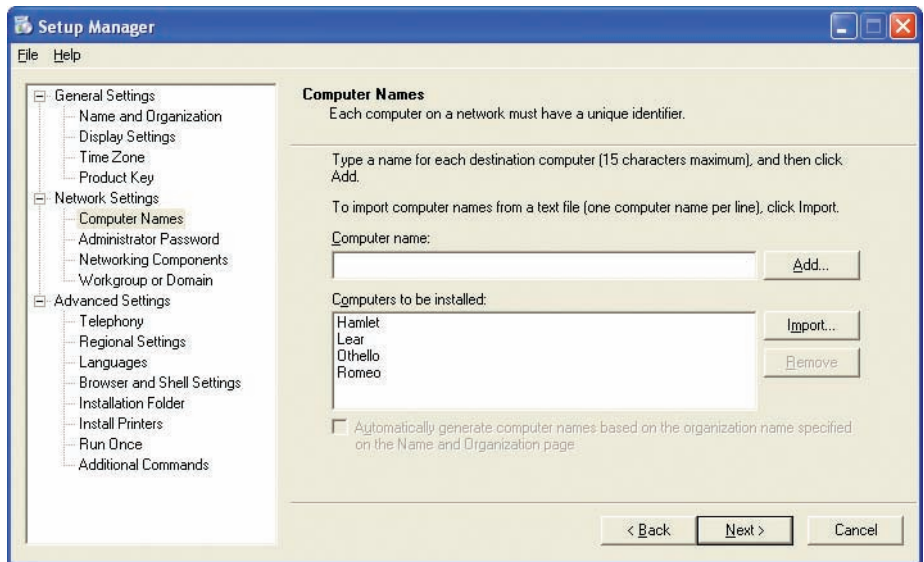 Setup Manager
File Help
General Settings
Name and Organization
Display Settings
Time Zone
Product Key
Network Settings
Computer Names
Administrator Password
Networking Components
Workgroup or Domain
Advanced Settings
Telephony
Regional Settings
Languages
Browser and Shell Settings
Installation Folder
Install Printers
Run Once
Additional Commands
Computer Names
Each computer on a network must have a unique identifier.
Type a name for each destination computer (15 characters maximum), and then click
Add.
To import computer names from a text file (one computer name per line), click Import.
Computer name:
Add...
Computers to be installed:
Hamlet
Lear
Othello
Romeo
Import...
Remove
Automatically generate computer names based on the organization name specified
on the Name and Organization page
< Back
Next >
Cancel